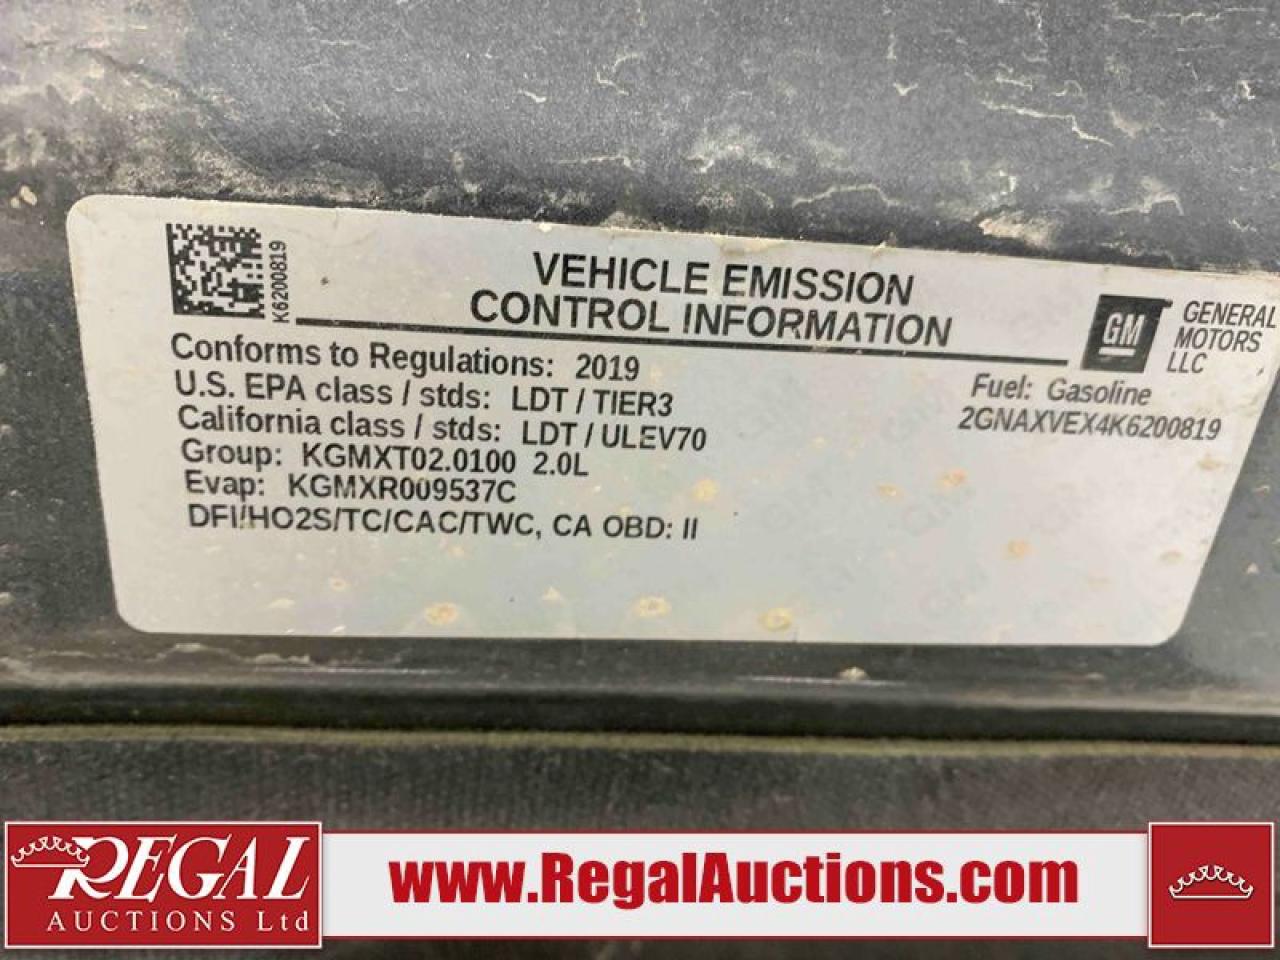 K6200819
VEHICLE EMISSION
CONTROL INFORMATION
GM
GENERAL
MOTORS
LLC
Conforms to Regulations: 2019
U.S. EPA class / stds: LDT / TIER3
California class / stds: LDT / ULEV70
Group: KGMXT02.0100 2.0L
Evap: KGMXR009537C
DFI/HO2S/TC/CAC/TWC, CA OBD: II
Fuel: Gasoline
2GNAXVEX4K6200819
REGAL
AUCTIONS Ltd
www.RegalAuctions.com